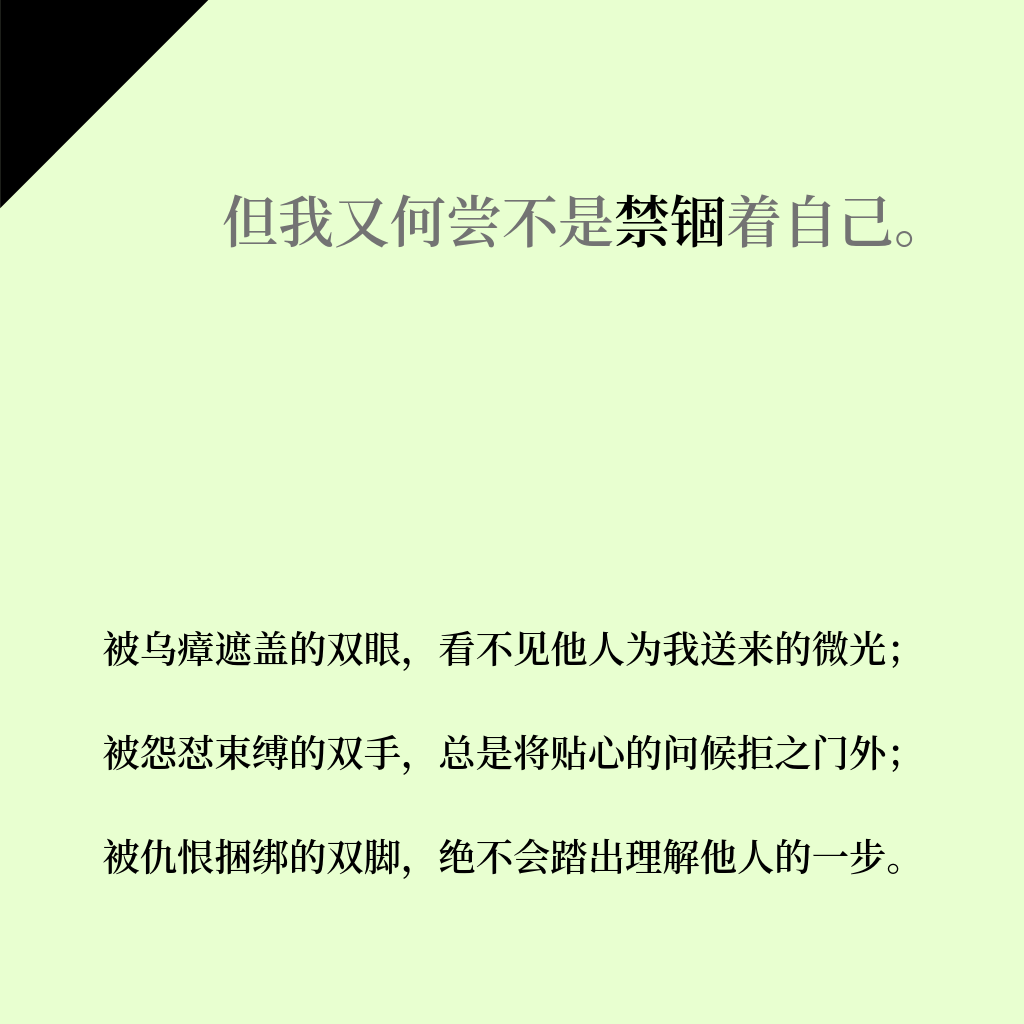 但我又何尝不是禁锢着自己。
被乌瘴遮盖的双眼，看不见他人为我送来的微光；
被怨怼束缚的双手，总是将贴心的问候拒之门外；
被仇恨捆绑的双脚，绝不会踏出理解他人的一步。